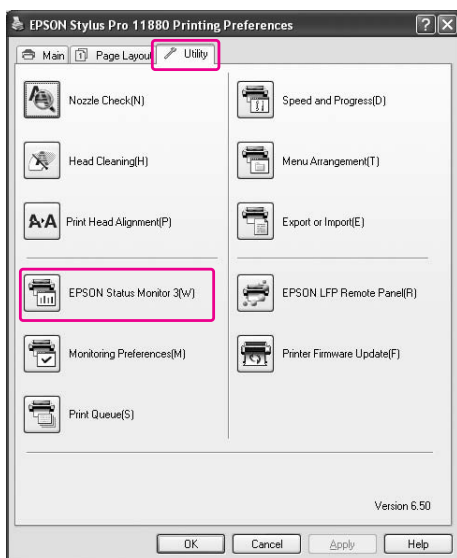 EPSON Stylus Pro 11880 Printing Preferences
Main
Page Layout
Utility
Nozzle Check(N)
Speed and Progress(D)
Head Cleaning(H)
Menu Arrangement(T)
A·A Print Head Alignment(P)
Export or Import(E)
EPSON Status Monitor 3(W)
EPSON LFP Remote Panel(R)
Monitoring Preferences(M)
Printer Firmware Update(F)
Print Queue(S)
Version 6.50
OK
Cancel
Apply
Help